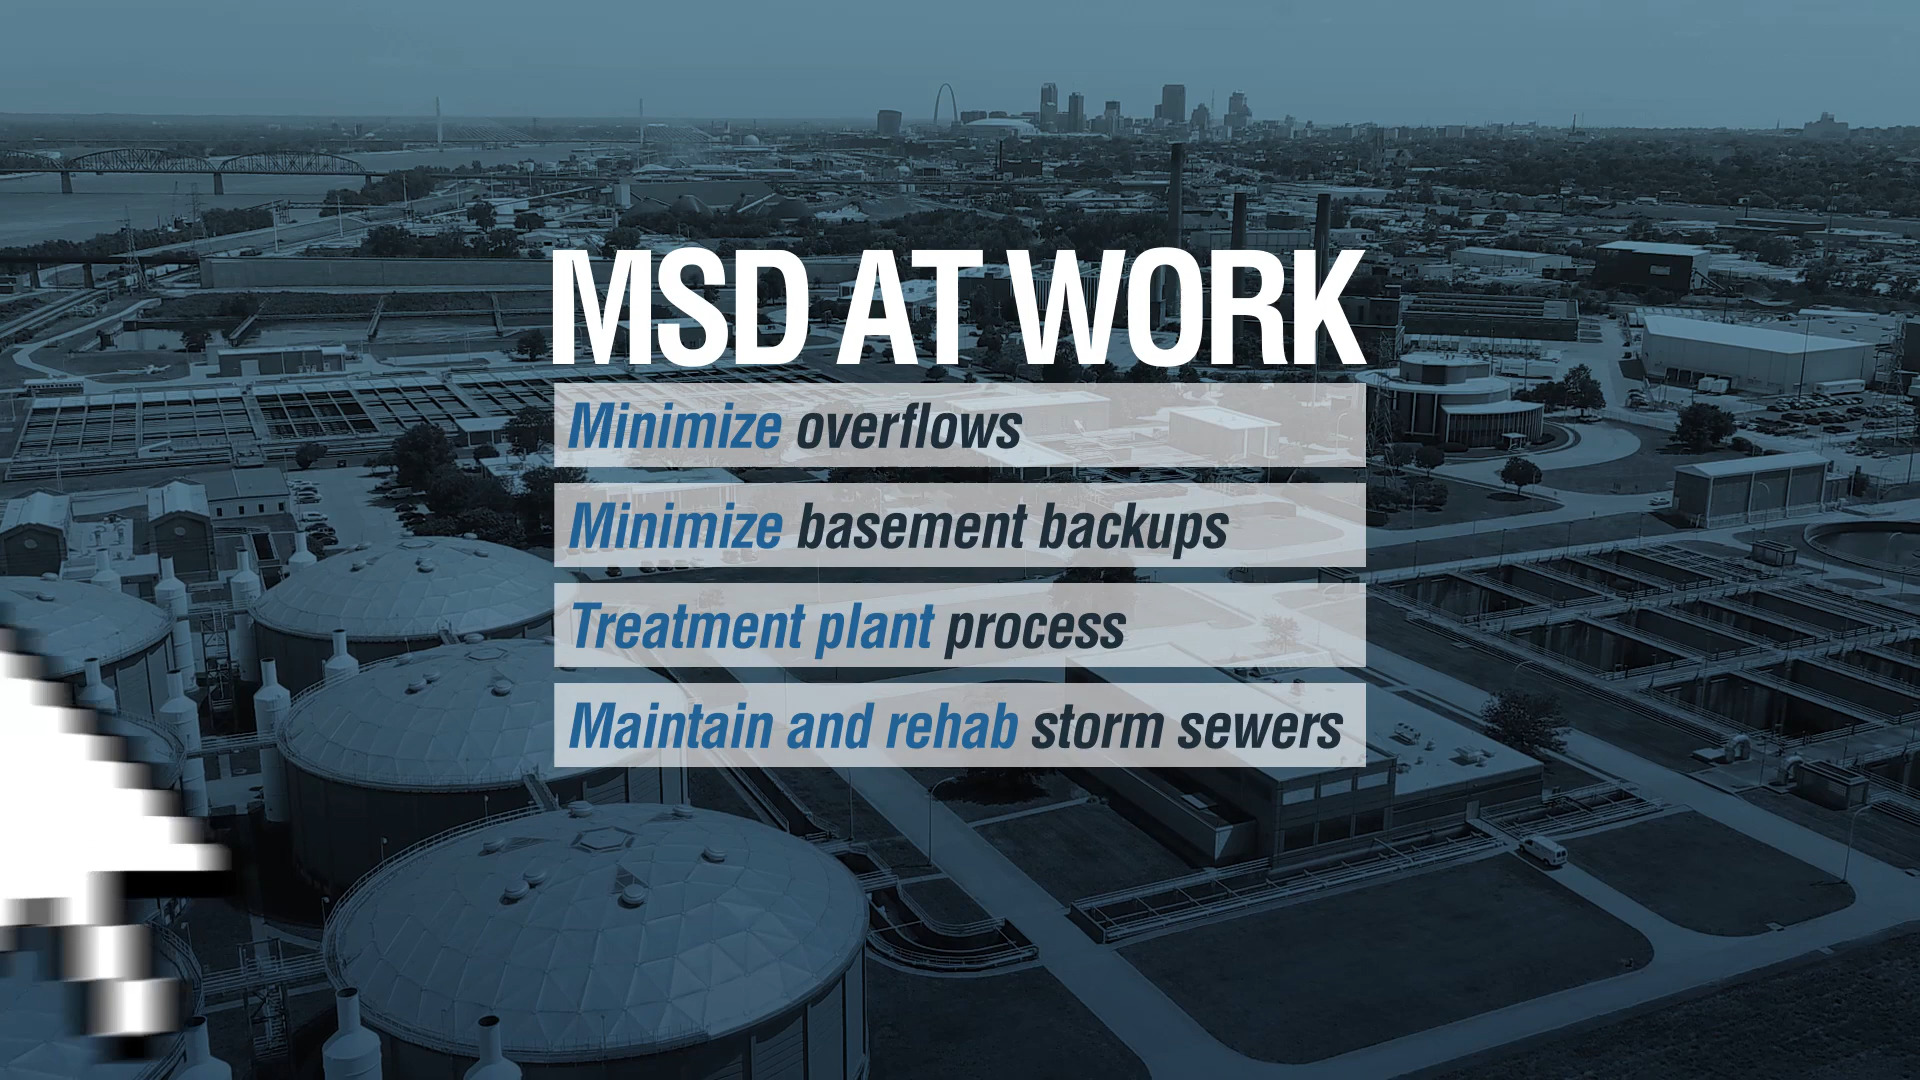 MSD AT WORK
Minimize overflows
Minimize basement backups
Treatment plant process
Maintain and rehab storm sewers